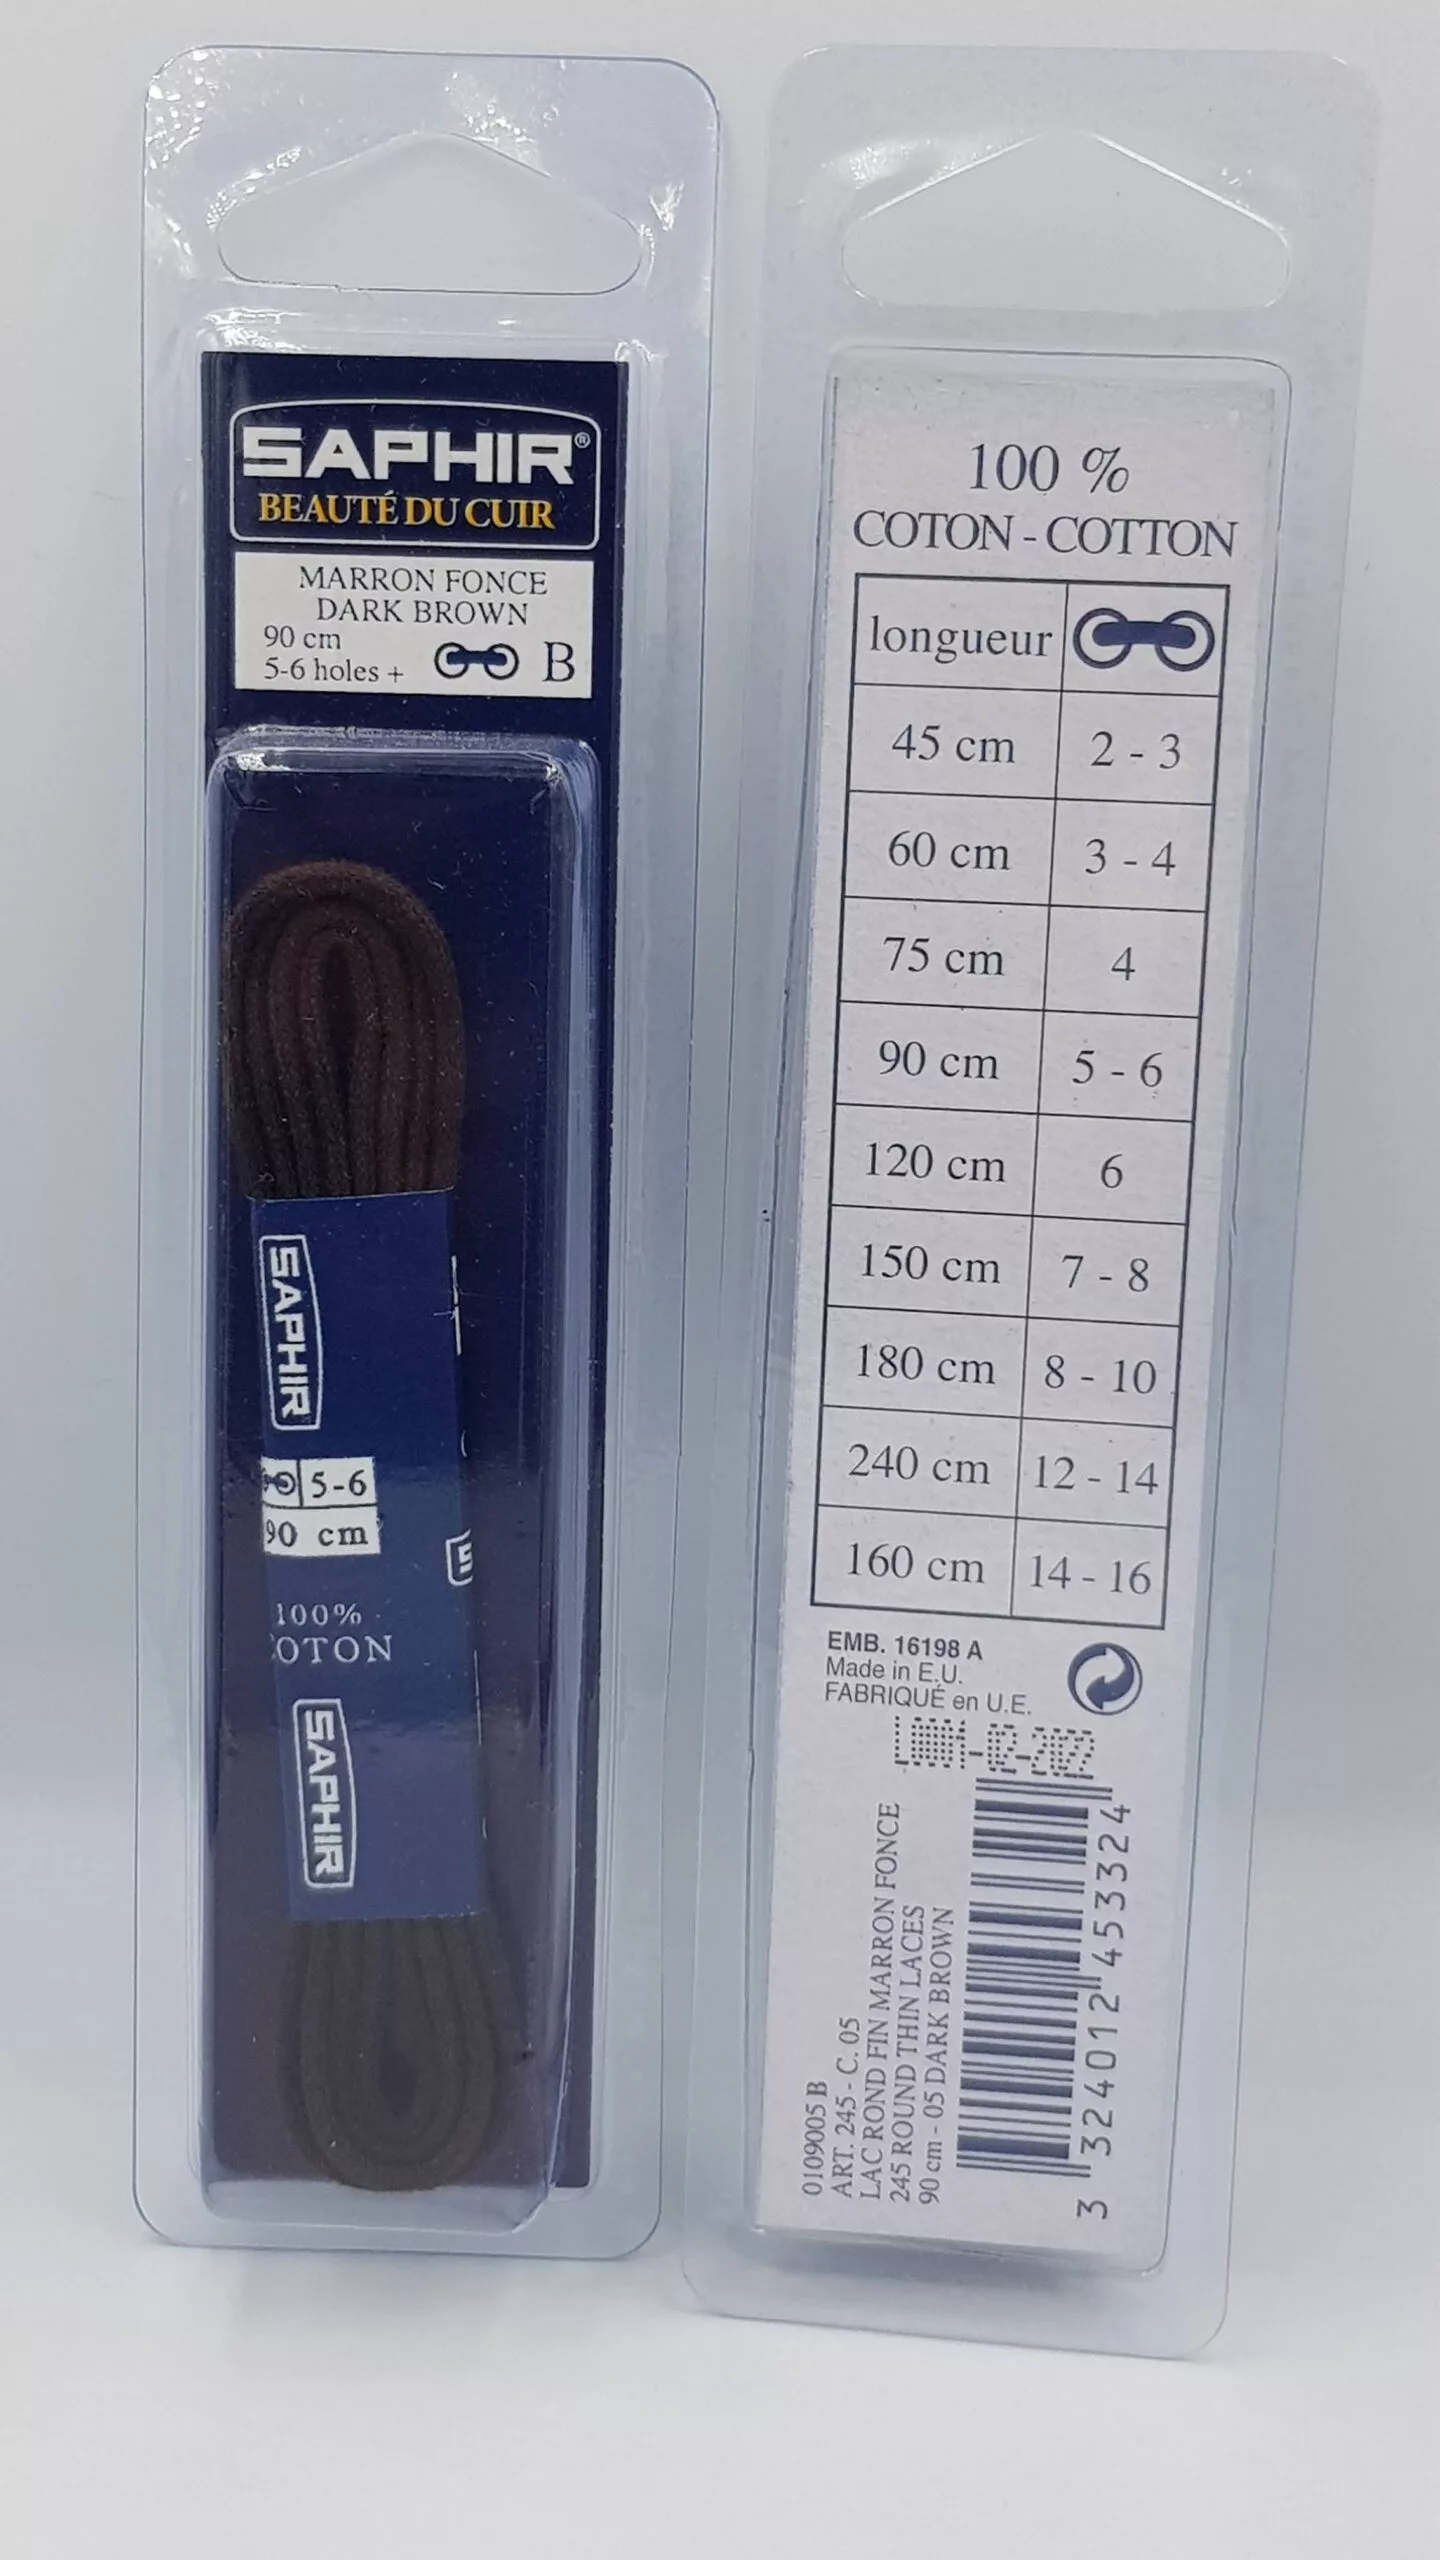 SAPHIR®
BEAUTÉ DU CUIR
MARRON FONCE
DARK BROWN
90 cm
5-6 holes + B
SAPHIR
5-6
90 cm
100%
COTON
SAPHIR
100 %
COTON - COTTON
longueur
45 cm 2 - 3
60 cm 3 - 4
75 cm 4
90 cm 5 - 6
120 cm 6
150 cm 7 - 8
180 cm 8 - 10
240 cm 12 - 14
160 cm 14 - 16
EMB. 16198 A
Made in E.U.
FABRIQUÉ en U.E.
L0001-02-2022
0109005 B
ART. 245 - C. 05
LAC ROND FIN MARRON FONCE
245 ROUND THIN LACES
90 cm - 05 DARK BROWN
3 324012 453324